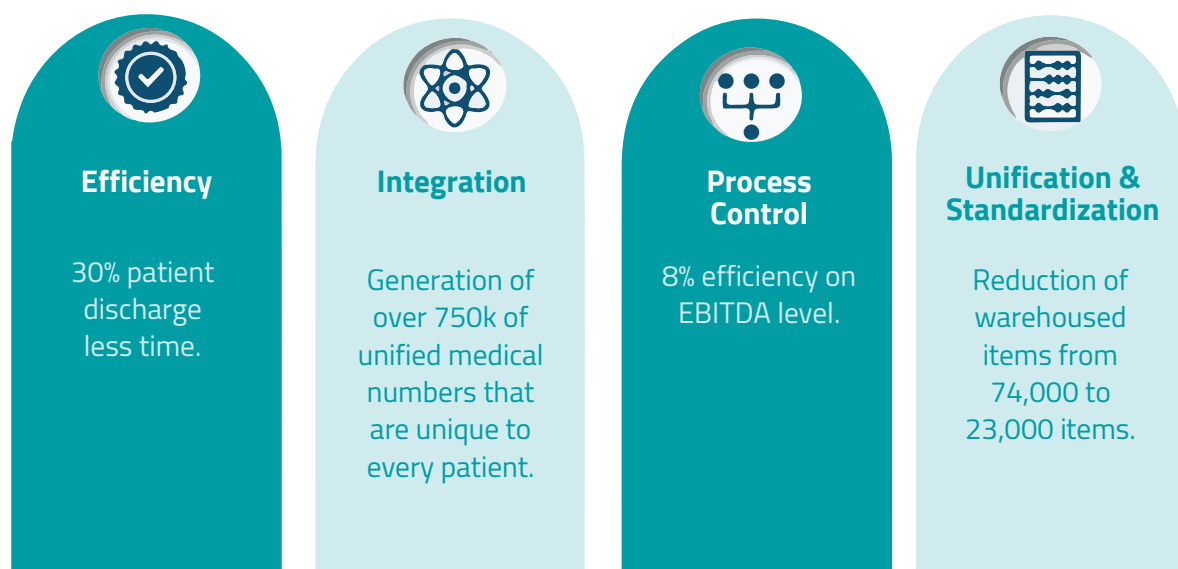 Efficiency
30% patient
discharge
less time.
Integration
Generation of
over 750k of
unified medical
numbers that
are unique to
every patient.
Process
Control
8% efficiency on
EBITDA level.
Unification &
Standardization
Reduction of
warehoused
items from
74,000 to
23,000 items.